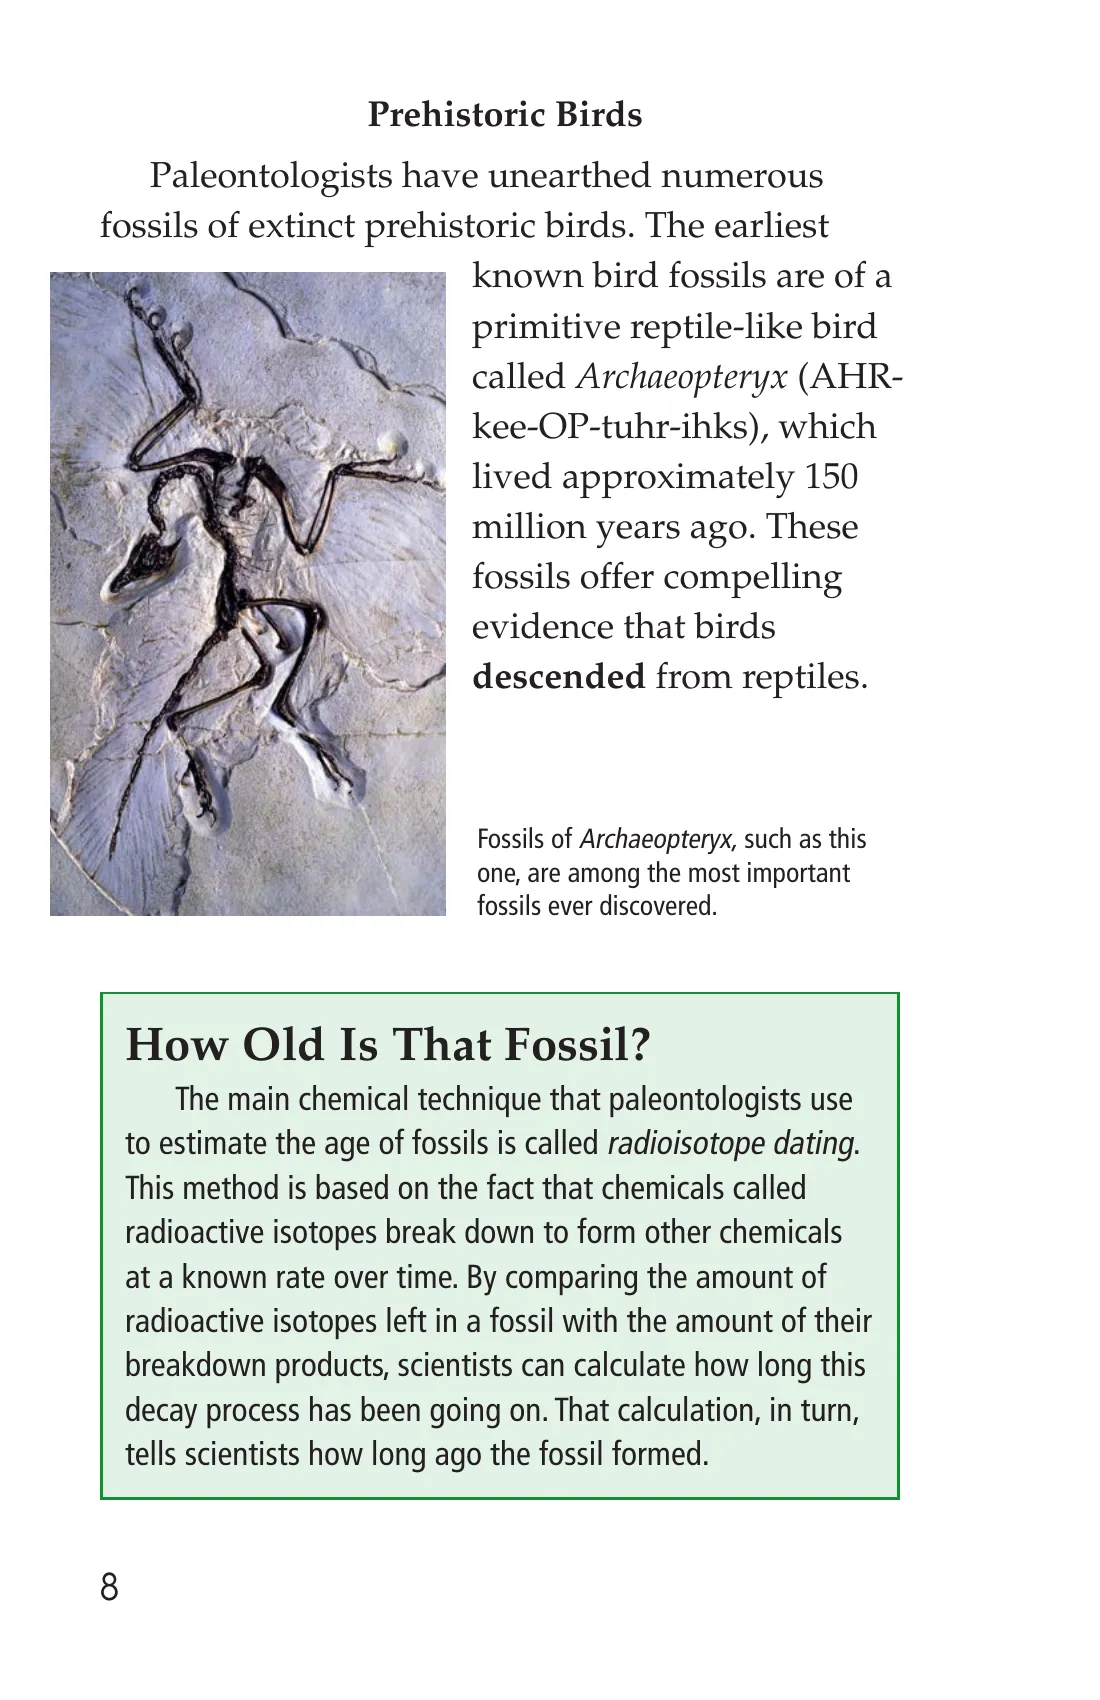 Prehistoric Birds
Paleontologists have unearthed numerous
fossils of extinct prehistoric birds. The earliest
known bird fossils are of a
primitive reptile-like bird
called Archaeopteryx (AHR-
kee-OP-tuhr-ihks), which
lived approximately 150
million years ago. These
fossils offer compelling
evidence that birds
descended from reptiles.
Fossils of Archaeopteryx, such as this
one, are among the most important
fossils ever discovered.
How Old Is That Fossil?
The main chemical technique that paleontologists use
to estimate the age of fossils is called radioisotope dating.
This method is based on the fact that chemicals called
radioactive isotopes break down to form other chemicals
at a known rate over time. By comparing the amount of
radioactive isotopes left in a fossil with the amount of their
breakdown products, scientists can calculate how long this
decay process has been going on. That calculation, in turn,
tells scientists how long ago the fossil formed.
8